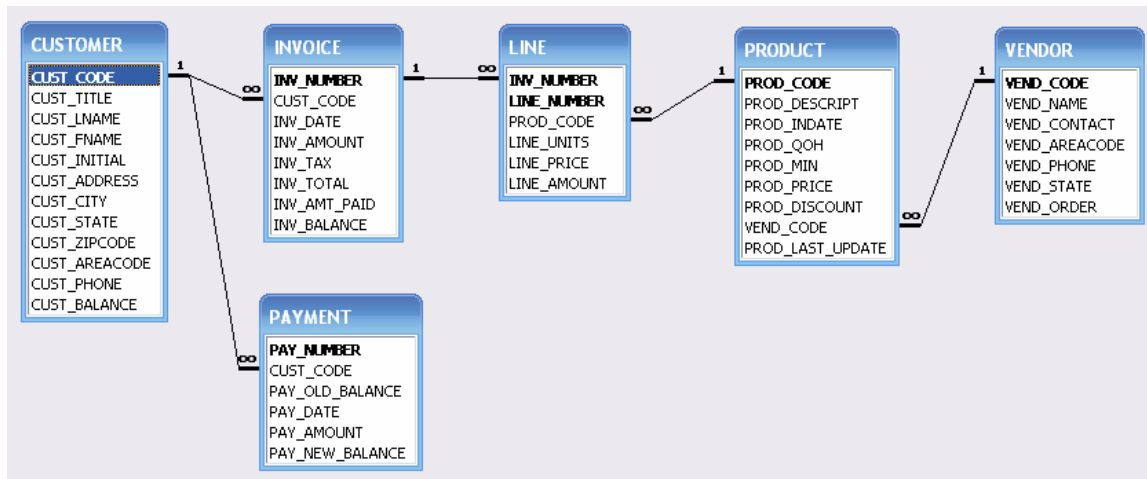 CUSTOMER
CUST_CODE
CUST_TITLE
CUST_LNAME
CUST_FNAME
CUST_INITIAL
CUST_ADDRESS
CUST_CITY
CUST_STATE
CUST_ZIPCODE
CUST_AREACODE
CUST_PHONE
CUST_BALANCE
1
∞
∞
INVOICE
INV_NUMBER
CUST_CODE
INV_DATE
INV_AMOUNT
INV_TAX
INV_TOTAL
INV_AMT_PAID
INV_BALANCE
1
∞
LINE
INV_NUMBER
LINE_NUMBER
PROD_CODE
LINE_UNITS
LINE_PRICE
LINE_AMOUNT
∞
1
PRODUCT
PROD_CODE
PROD_DESCRIPT
PROD_INDATE
PROD_QOH
PROD_MIN
PROD_PRICE
PROD_DISCOUNT
VEND_CODE
PROD_LAST_UPDATE
∞
1
VENDOR
VEND_CODE
VEND_NAME
VEND_CONTACT
VEND_AREACODE
VEND_PHONE
VEND_STATE
VEND_ORDER
PAYMENT
PAY_NUMBER
CUST_CODE
PAY_OLD_BALANCE
PAY_DATE
PAY_AMOUNT
PAY_NEW_BALANCE